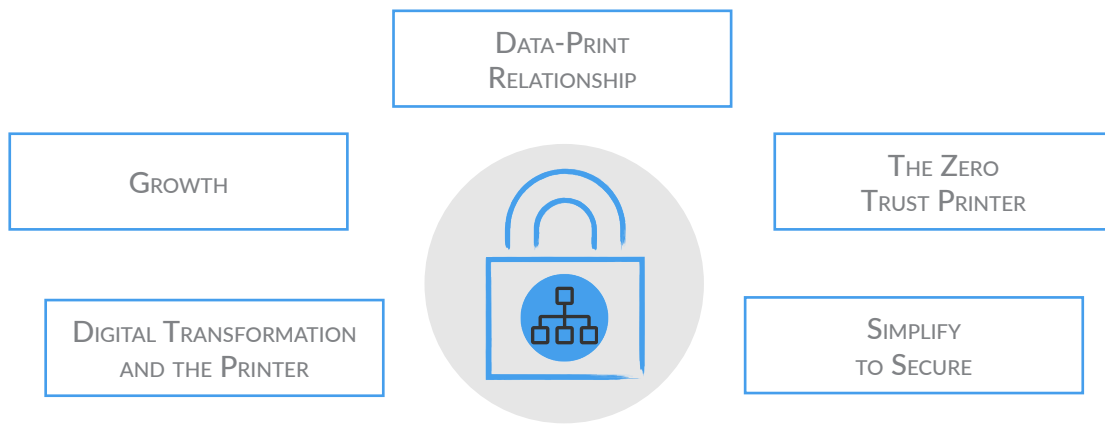 Data-Print
Relationship
Growth
The Zero
Trust Printer
Digital Transformation
and the Printer
Simplify
to Secure